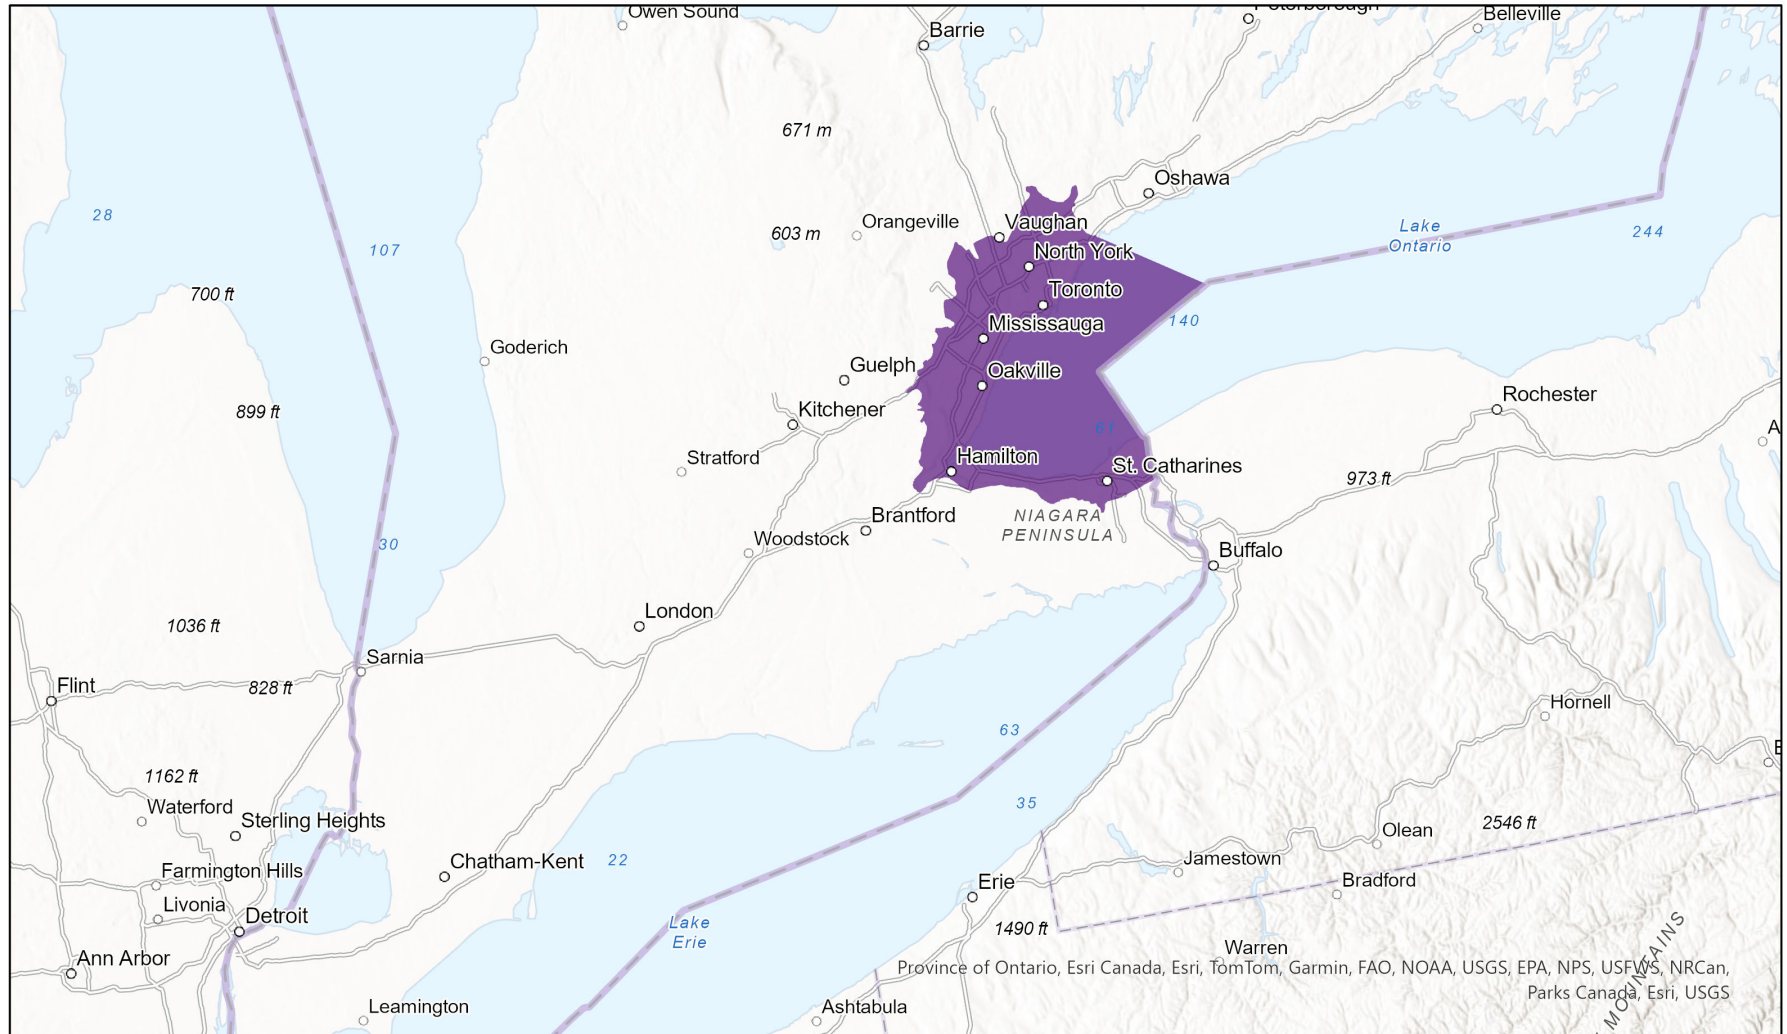 Owen Sound
Peterborough
Belleville
Barrie
671 m
Oshawa
28
107
603 m
Orangeville
Vaughan
Lake
Ontario
244
North York
700 ft
Toronto
140
Mississauga
Goderich
Guelph
Oakville
Rochester
899 ft
Kitchener
61
A
Stratford
Hamilton
St. Catharines
973 ft
Brantford
NIAGARA
PENINSULA
30
Woodstock
Buffalo
London
1036 ft
Sarnia
Flint
828 ft
Hornell
63
1162 ft
Waterford
Sterling Heights
35
2546 ft
Olean
Chatham-Kent
22
Jamestown
Farmington Hills
Erie
Bradford
Livonia
Detroit
Lake
Erie
1490 ft
Ann Arbor
Warren
MOUNTAINS
Province of Ontario, Esri Canada, Esri, TomTom, Garmin, FAO, NOAA, USGS, EPA, NPS, USFWS, NRCan,
Parks Canada, Esri, USGS
Leamington
Ashtabula